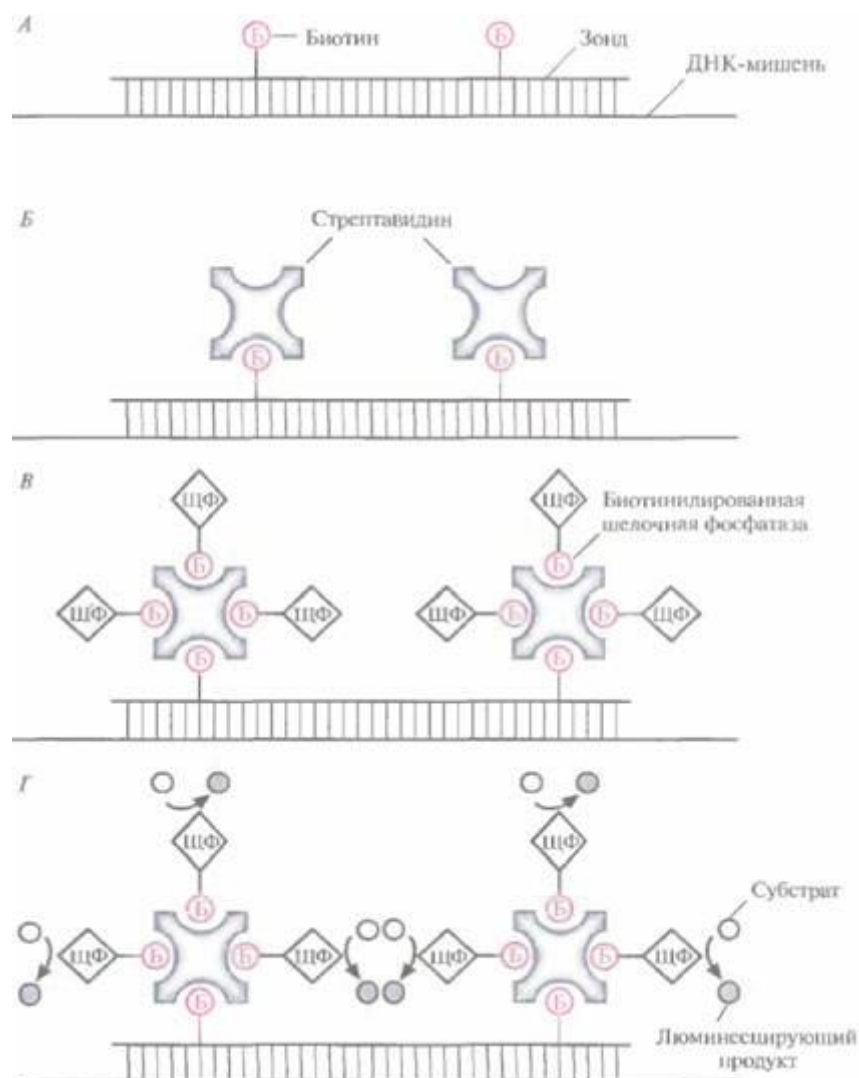 А
Б
Биотин
Б
Зонд
ДНК-мишень
Б
Стрептавидин
Б
Б
В
ЩФ
ЩФ
Биотинилированная
щелочная фосфатаза
Б
Б
ЩФ
Б
Б
ЩФ
ЩФ
Б
Б
ЩФ
Б
Б
Г
ЩФ
ЩФ
Субстрат
Б
Б
ЩФ
Б
Б
ЩФ
ЩФ
Б
Б
ЩФ
Б
Б
Люминесцирующий
продукт